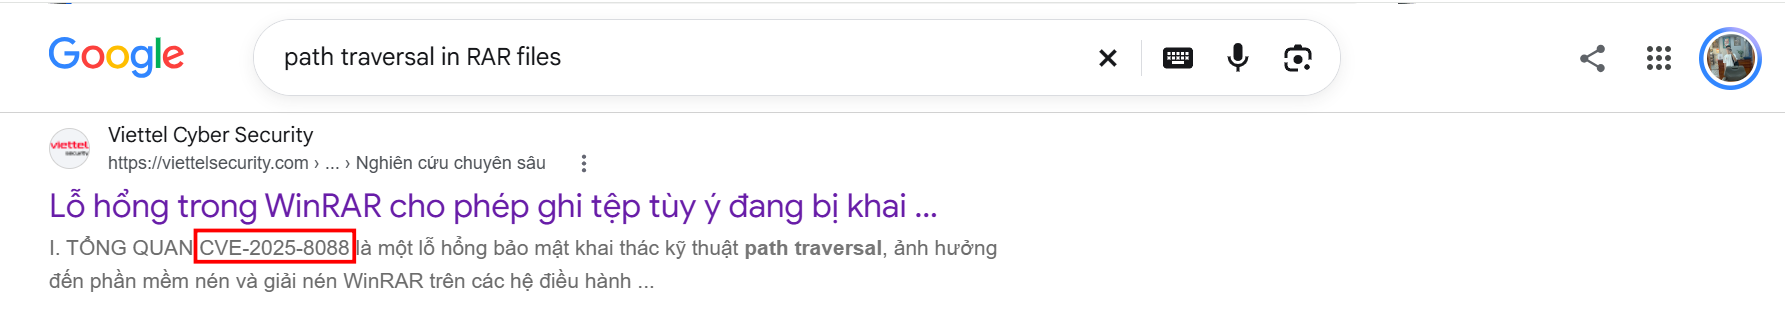 Google
path traversal in RAR files
viettel
security
Viettel Cyber Security
https://viettelsecurity.com › ... › Nghiên cứu chuyên sâu
Lỗ hổng trong WinRAR cho phép ghi tệp tùy ý đang bị khai ...
I. TỔNG QUAN CVE-2025-8088 là một lỗ hổng bảo mật khai thác kỹ thuật path traversal, ảnh hưởng
đến phần mềm nén và giải nén WinRAR trên các hệ điều hành ...